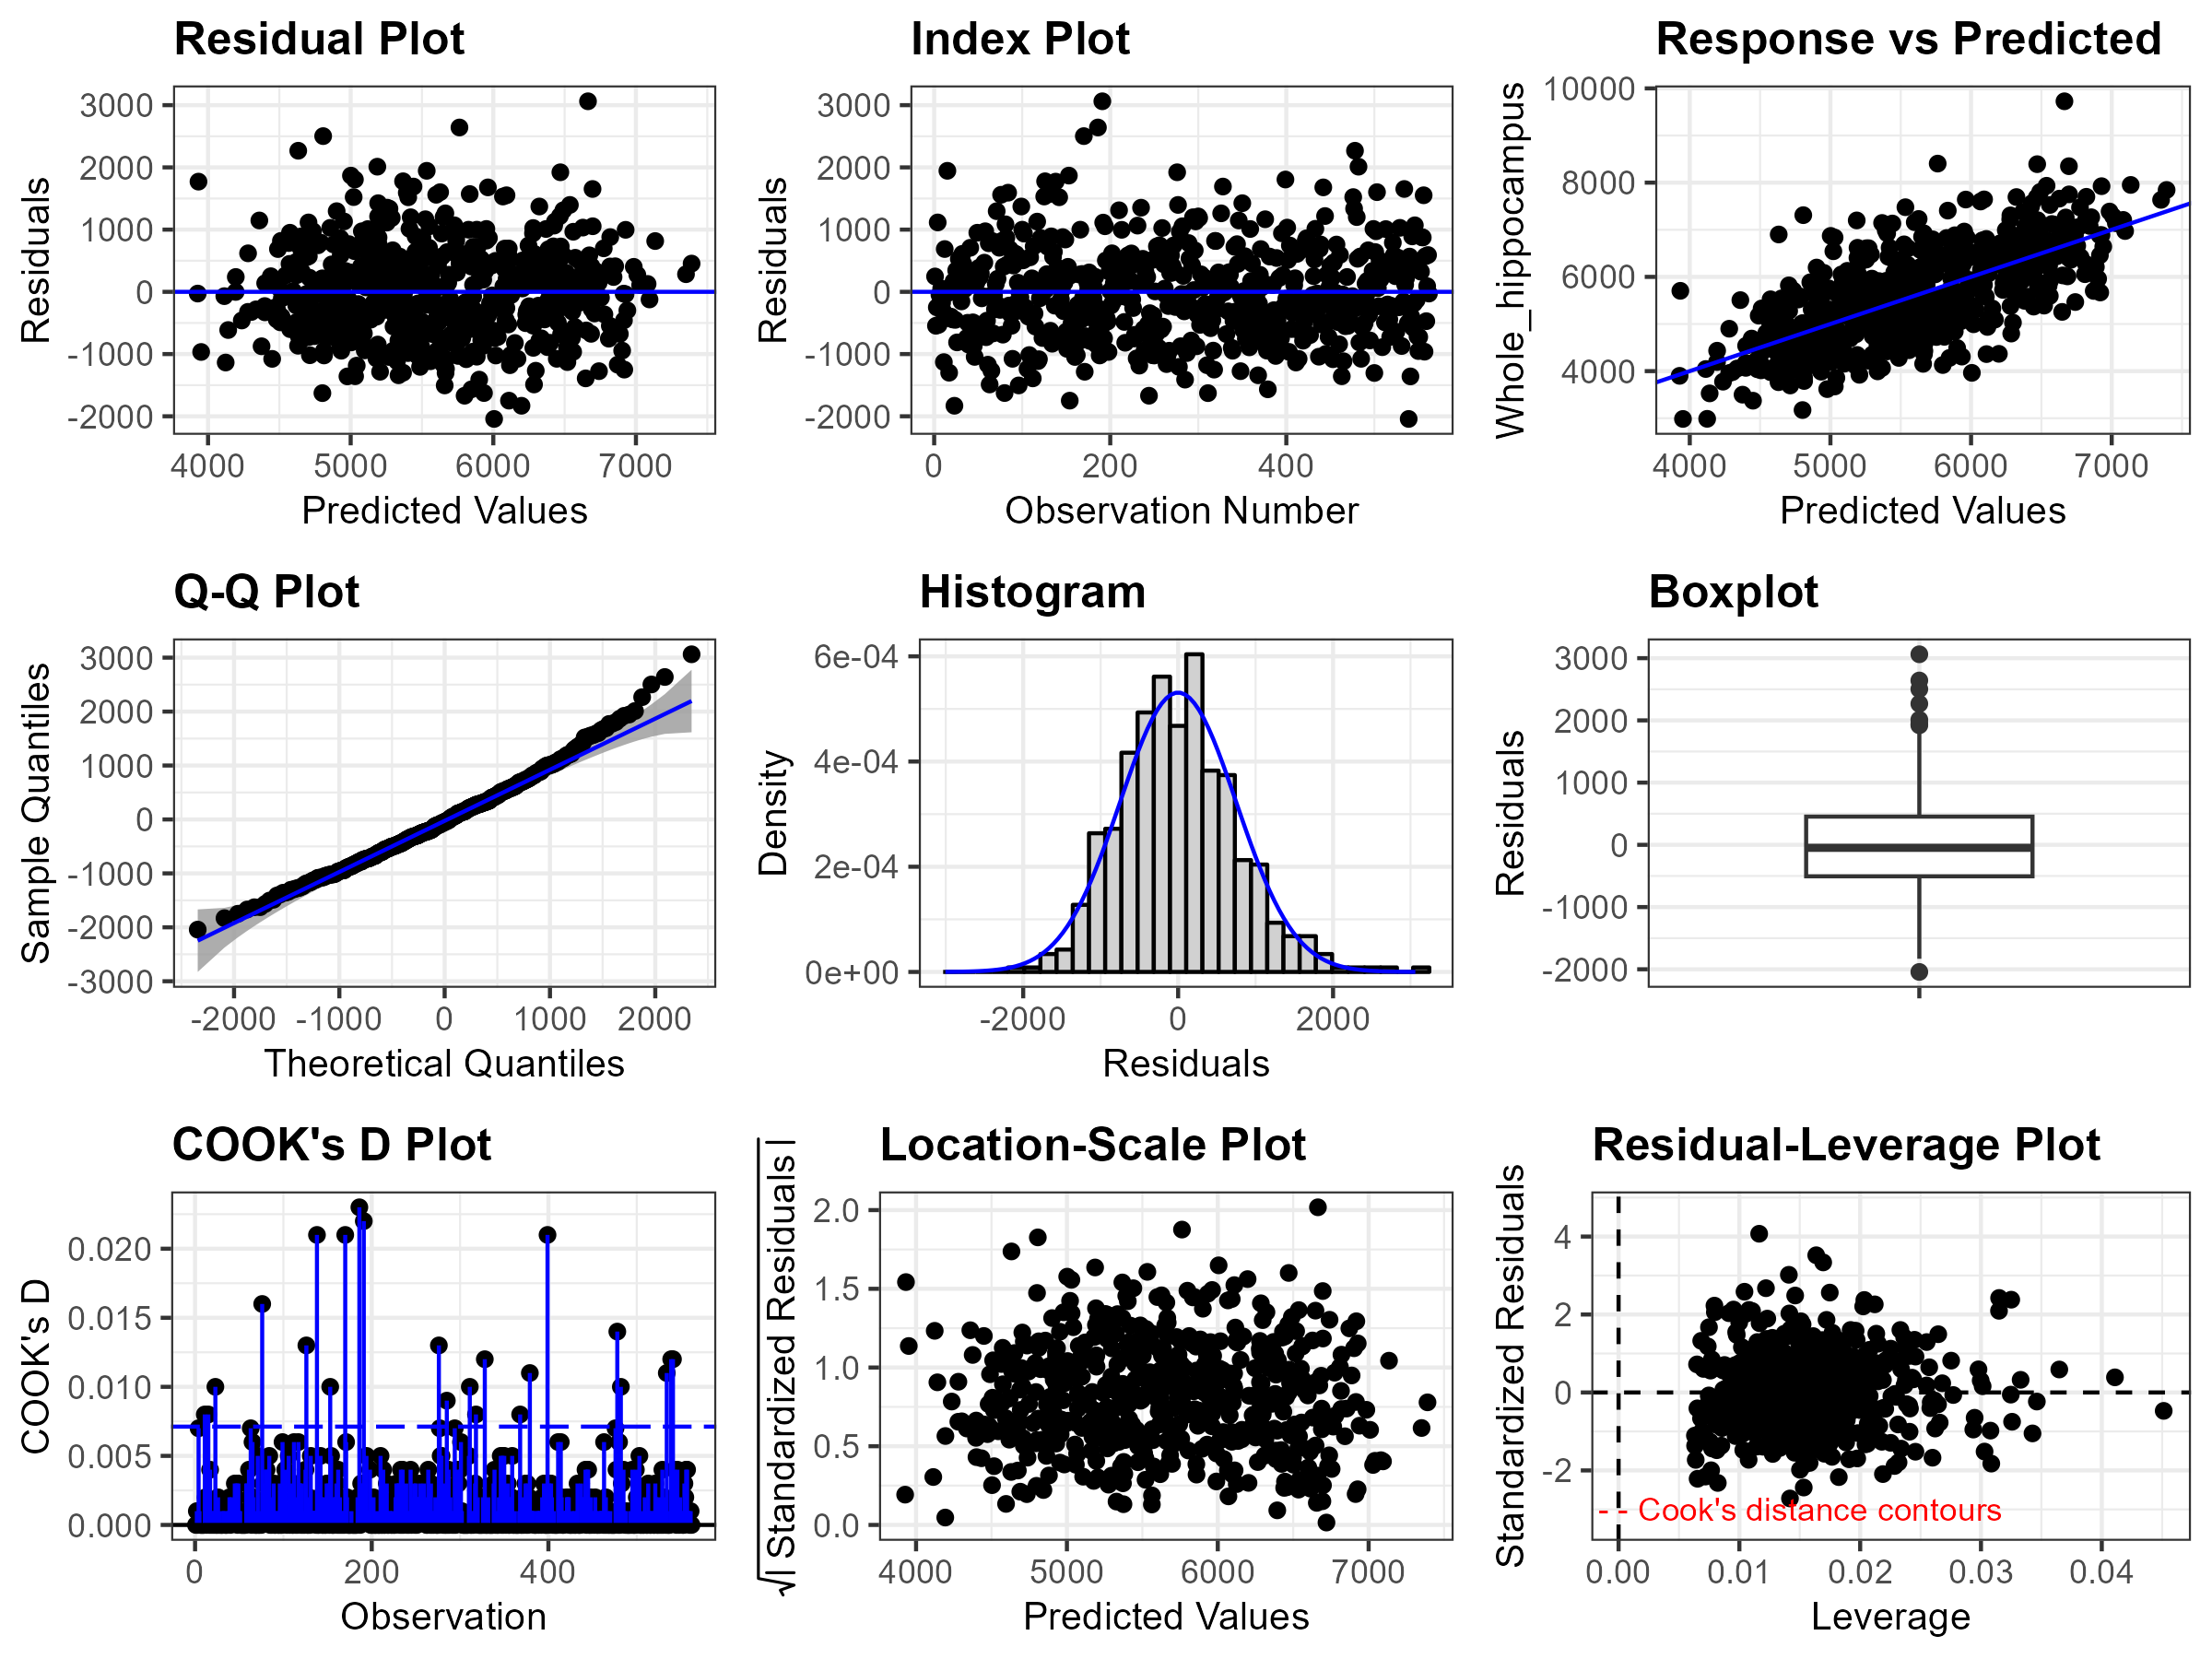 Residual Plot
Index Plot
Response vs Predicted
Residuals
3000
2000
1000
0
-1000
-2000
4000 5000 6000 7000
Predicted Values
Residuals
3000
2000
1000
0
-1000
-2000
0 200 400
Observation Number
Whole_hippocampus
10000
8000
6000
4000
4000 5000 6000 7000
Predicted Values
Q-Q Plot
Histogram
Boxplot
Sample Quantiles
3000
2000
1000
0
-1000
-2000
-3000
-2000 -1000 0 1000 2000
Theoretical Quantiles
Density
6e-04
4e-04
2e-04
0e+00
-2000 0 2000
Residuals
Residuals
3000
2000
1000
0
-1000
-2000
COOK's D Plot
Location-Scale Plot
Residual-Leverage Plot
COOK's D
0.020
0.015
0.010
0.005
0.000
0 200 400
Observation
√| Standardized Residuals |
2.0
1.5
1.0
0.5
0.0
4000 5000 6000 7000
Predicted Values
Standardized Residuals
4
2
0
-2
Cook's distance contours
0.00 0.01 0.02 0.03 0.04
Leverage